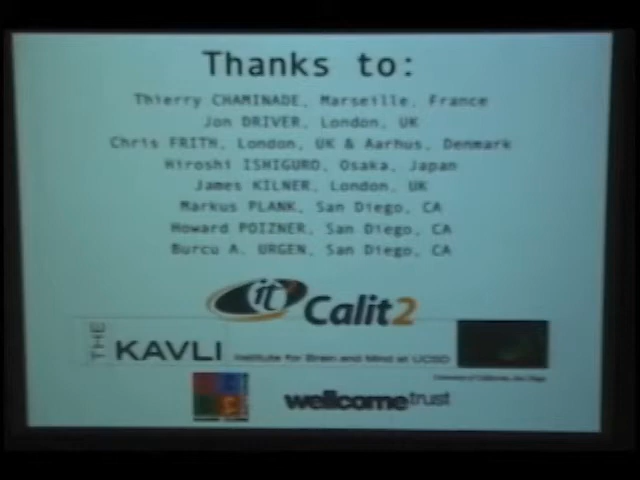 Thanks to:
Thierry CHAMINADE, Marseille, France
Jon DRIVER, London, UK
Chris FRITH, London, UK & Aarhus, Denmark
Hiroshi ISHIGURO, Osaka, Japan
James KILNER, London, UK
Markus PLANK, San Diego, CA
Howard POIZNER, San Diego, CA
Burcu A. URGEN, San Diego, CA
it Calit2
THE KAVLI Institute for Brain and Mind at UCSD
wellcometrust